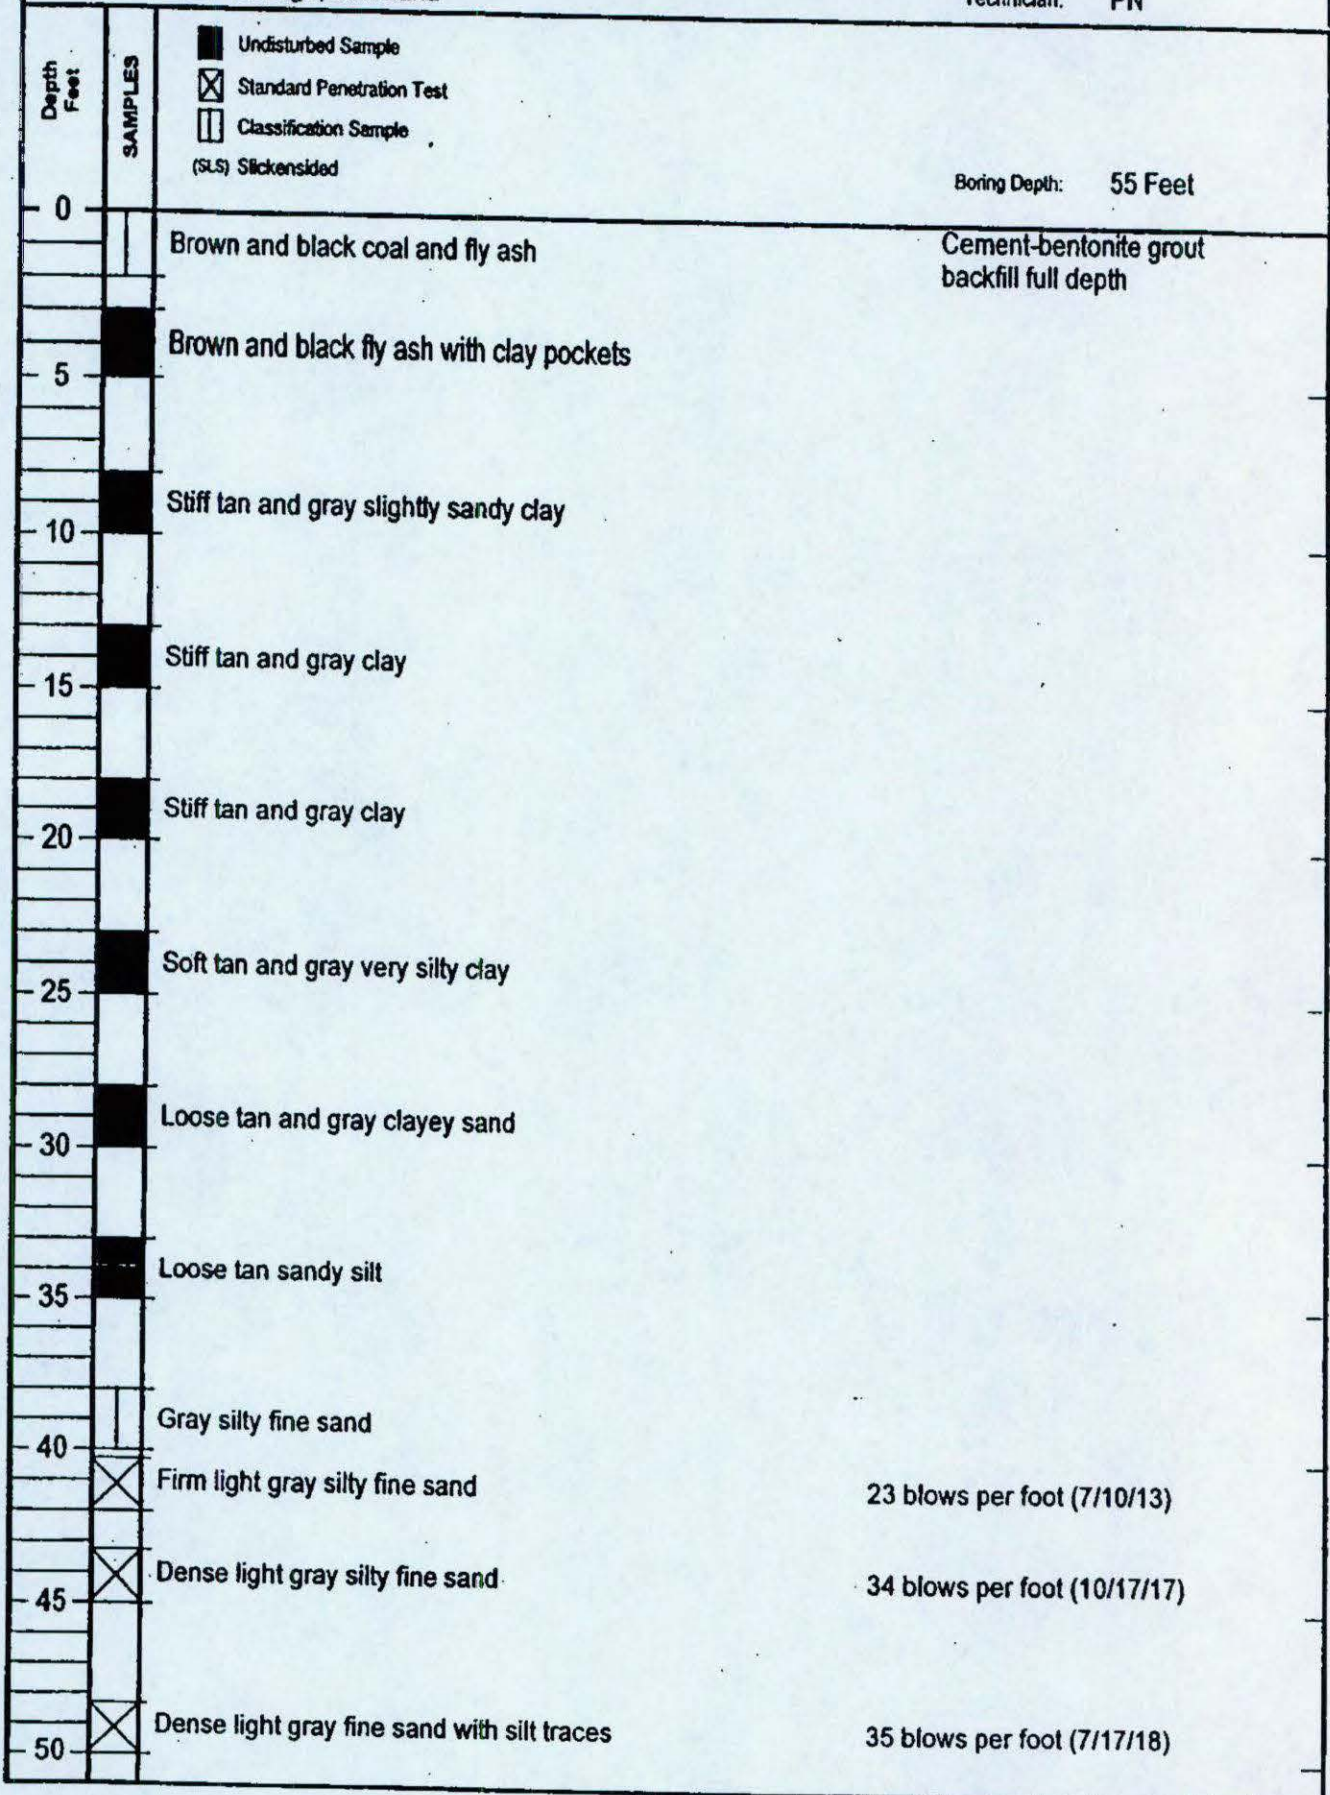 Technician: PN
Depth
Feet
SAMPLES
Undisturbed Sample
Standard Penetration Test
Classification Sample
(SLS) Slickensided
Boring Depth: 55 Feet
0
Brown and black coal and fly ash
Cement-bentonite grout
backfill full depth
Brown and black fly ash with clay pockets
5
Stiff tan and gray slightly sandy clay
10
Stiff tan and gray clay
15
Stiff tan and gray clay
20
Soft tan and gray very silty clay
25
Loose tan and gray clayey sand
30
Loose tan sandy silt
35
Gray silty fine sand
40
Firm light gray silty fine sand
23 blows per foot (7/10/13)
Dense light gray silty fine sand
34 blows per foot (10/17/17)
45
Dense light gray fine sand with silt traces
35 blows per foot (7/17/18)
50